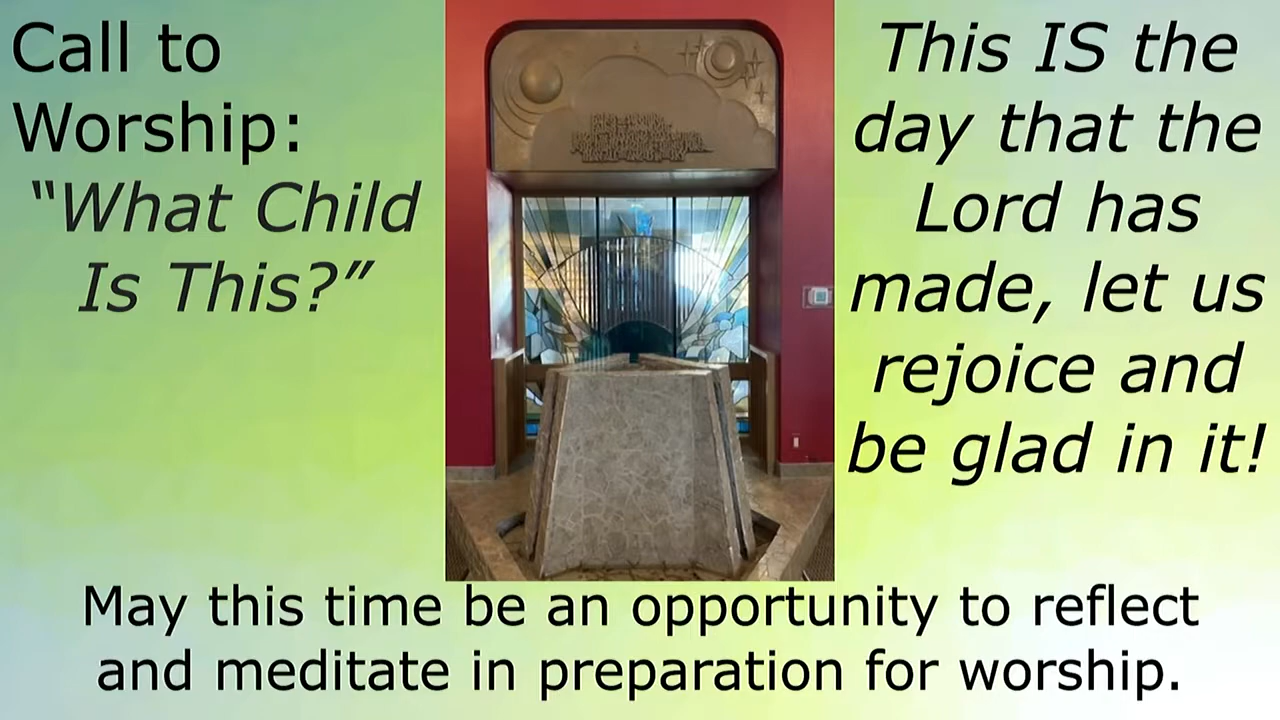 Call to
Worship:
“What Child
Is This?”
This IS the
day that the
Lord has
made, let us
rejoice and
be glad in it!
May this time be an opportunity to reflect
and meditate in preparation for worship.